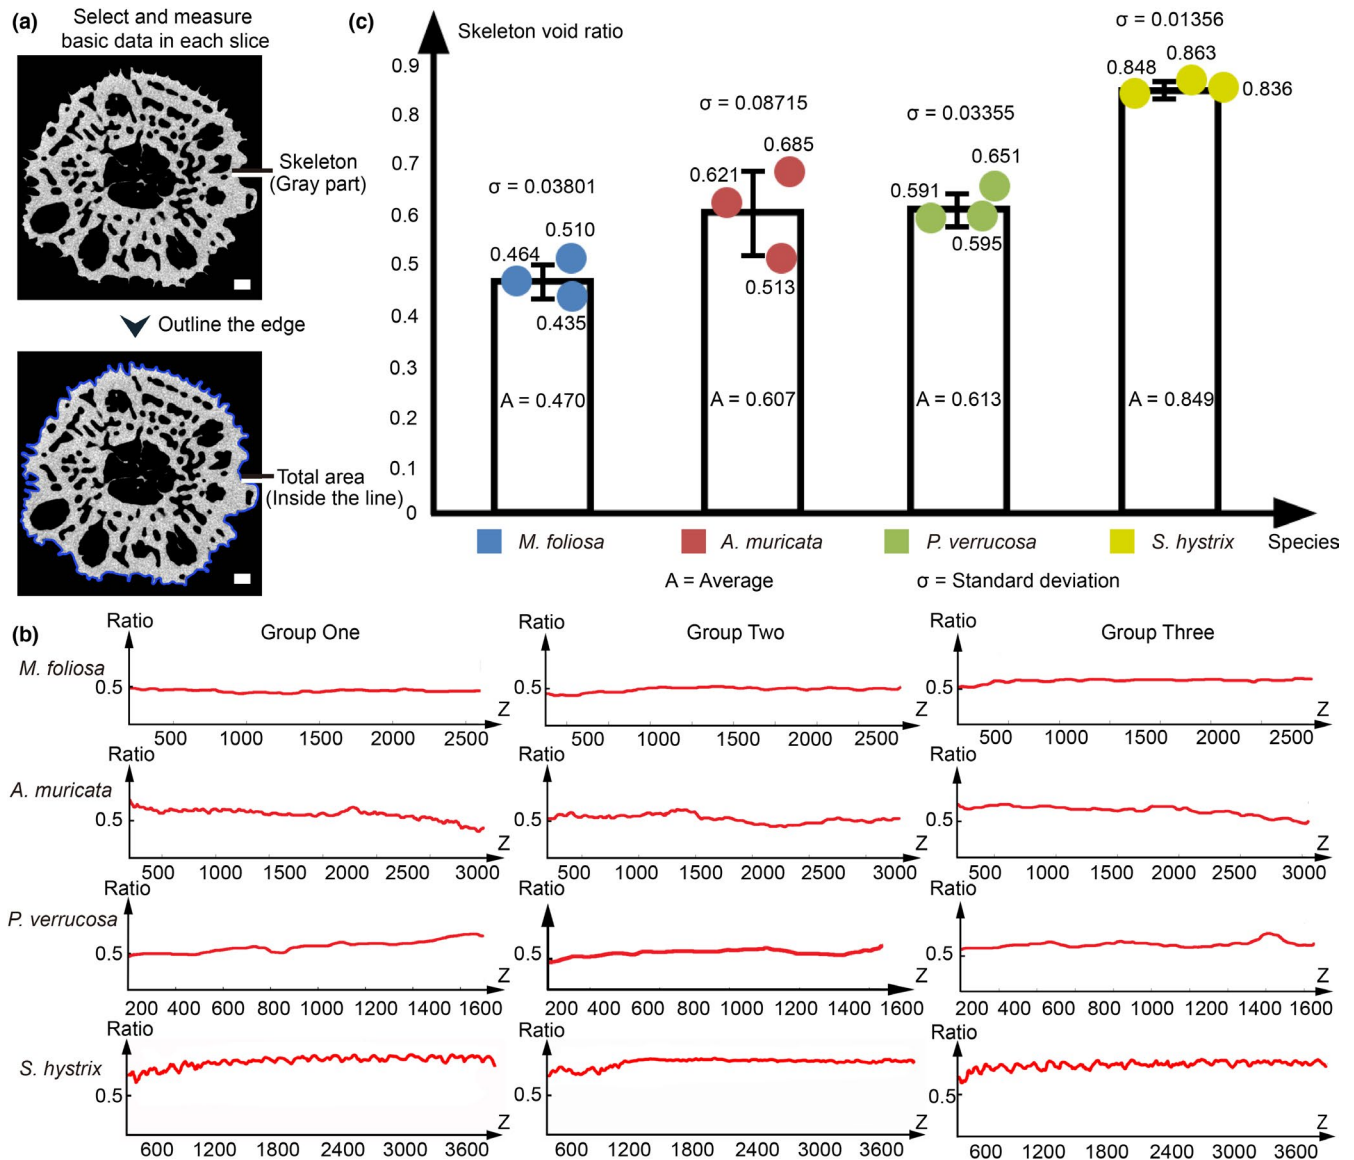 (a)
Select and measure
basic data in each slice
Skeleton
(Gray part)
Outline the edge
Total area
(Inside the line)
(c)
Skeleton void ratio
0.9
0.8
0.7
0.6
0.5
0.4
0.3
0.2
0.1
0
σ = 0.03801
0.464
0.510
0.435
A = 0.470
σ = 0.08715
0.621
0.685
0.513
A = 0.607
σ = 0.03355
0.591
0.651
0.595
A = 0.613
σ = 0.01356
0.848
0.863
0.836
A = 0.849
M. foliosa
A. muricata
P. verrucosa
S. hystrix
Species
A = Average
σ = Standard deviation
(b)
Group One
Group Two
Group Three
M. foliosa
Ratio
0.5
Z
500 1000 1500 2000 2500
Ratio
0.5
Z
500 1000 1500 2000 2500
Ratio
0.5
Z
500 1000 1500 2000 2500
A. muricata
Ratio
0.5
Z
500 1000 1500 2000 2500 3000
Ratio
0.5
Z
500 1000 1500 2000 2500 3000
Ratio
0.5
Z
500 1000 1500 2000 2500 3000
P. verrucosa
Ratio
0.5
Z
200 400 600 800 1000 1200 1400 1600
Ratio
0.5
Z
200 400 600 800 1000 1200 1400 1600
Ratio
0.5
Z
200 400 600 800 1000 1200 1400 1600
S. hystrix
Ratio
0.5
Z
600 1200 1800 2400 3000 3600
Ratio
0.5
Z
600 1200 1800 2400 3000 3600
Ratio
0.5
Z
600 1200 1800 2400 3000 3600